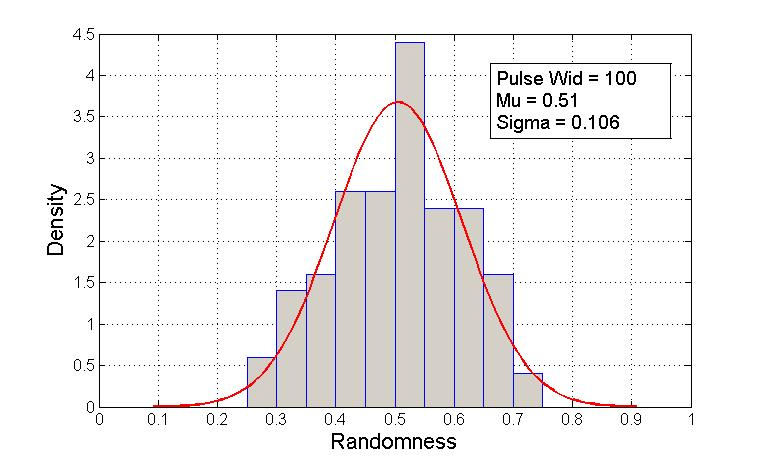 4.5
4
3.5
3
2.5
2
1.5
1
0.5
0
Density
Pulse Wid = 100
Mu = 0.51
Sigma = 0.106
0 0.1 0.2 0.3 0.4 0.5 0.6 0.7 0.8 0.9 1
Randomness